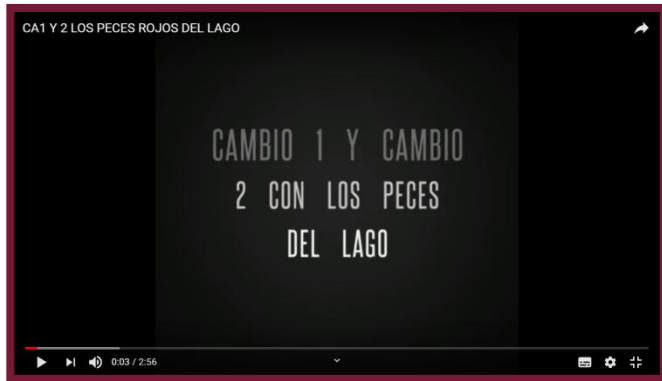 CA1 Y 2 LOS PECES ROJOS DEL LAGO
CAMBIO 1 Y CAMBIO
2 CON LOS PECES
DEL LAGO
0:03 / 2:56